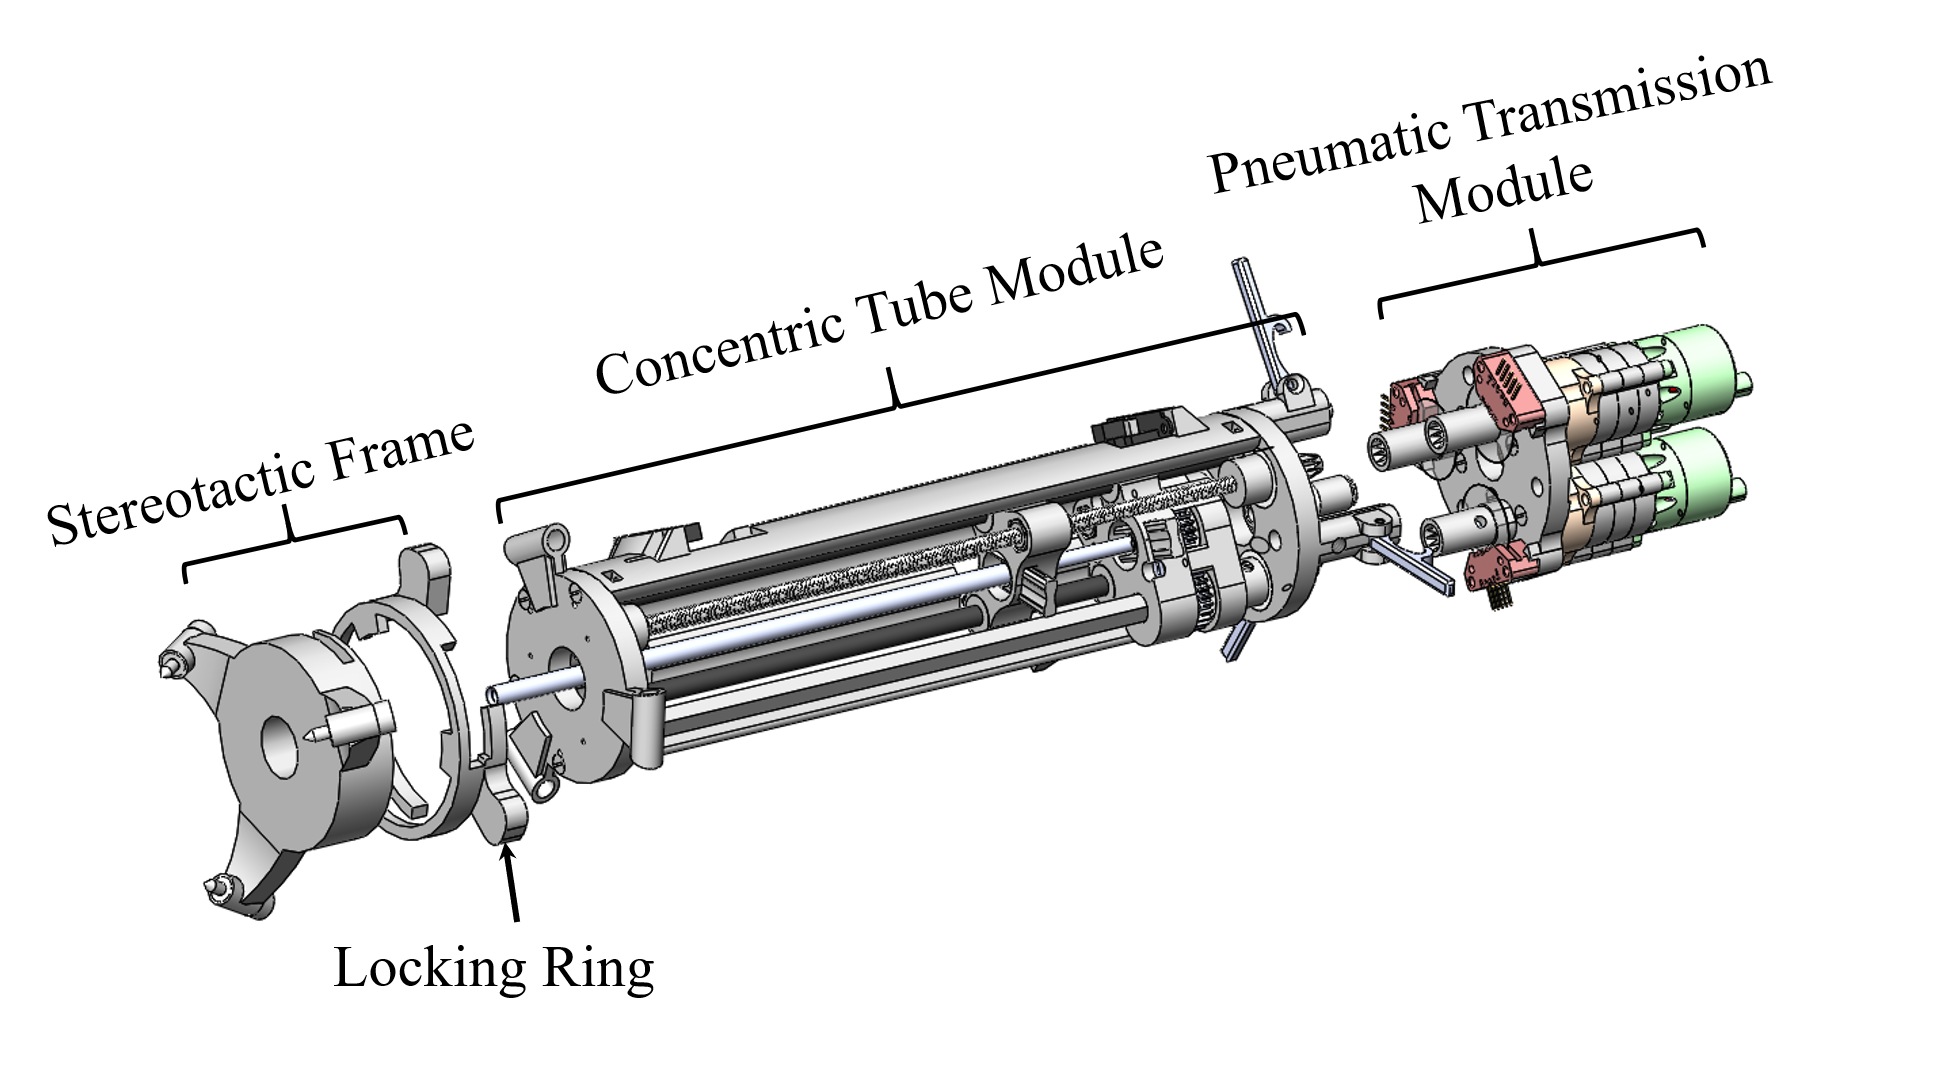 Pneumatic Transmission
Module
Concentric Tube Module
Stereotactic Frame
Locking Ring